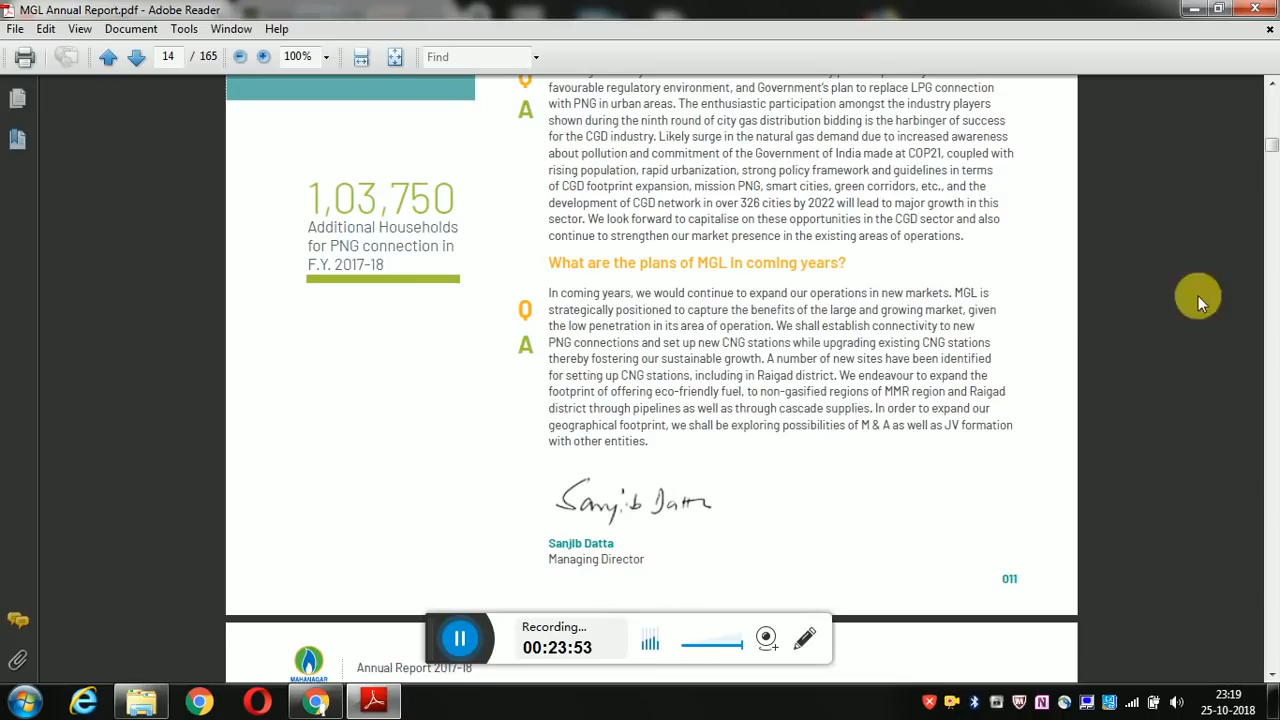 MGL Annual Report.pdf - Adobe Reader
File Edit View Document Tools Window Help
14 / 165 100% Find
Q
A
favourable regulatory environment, and Government's plan to replace LPG connection
with PNG in urban areas. The enthusiastic participation amongst the industry players
shown during the ninth round of city gas distribution bidding is the harbinger of success
for the CGD industry. Likely surge in the natural gas demand due to increased awareness
about pollution and commitment of the Government of India made at COP21, coupled with
rising population, rapid urbanization, strong policy framework and guidelines in terms
of CGD footprint expansion, mission PNG, smart cities, green corridors, etc., and the
development of CGD network in over 326 cities by 2022 will lead to major growth in this
sector. We look forward to capitalise on these opportunities in the CGD sector and also
continue to strengthen our market presence in the existing areas of operations.
1,03,750
Additional Households
for PNG connection in
F.Y. 2017-18
What are the plans of MGL in coming years?
Q
A
In coming years, we would continue to expand our operations in new markets. MGL is
strategically positioned to capture the benefits of the large and growing market, given
the low penetration in its area of operation. We shall establish connectivity to new
PNG connections and set up new CNG stations while upgrading existing CNG stations
thereby fostering our sustainable growth. A number of new sites have been identified
for setting up CNG stations, including in Raigad district. We endeavour to expand the
footprint of offering eco-friendly fuel, to non-gasified regions of MMR region and Raigad
district through pipelines as well as through cascade supplies. In order to expand our
geographical footprint, we shall be exploring possibilities of M & A as well as JV formation
with other entities.
Sanjib Datta
Sanjib Datta
Managing Director
011
Recording...
00:23:53
MAHANAGAR
Annual Report 2017-18
23:19
25-10-2018